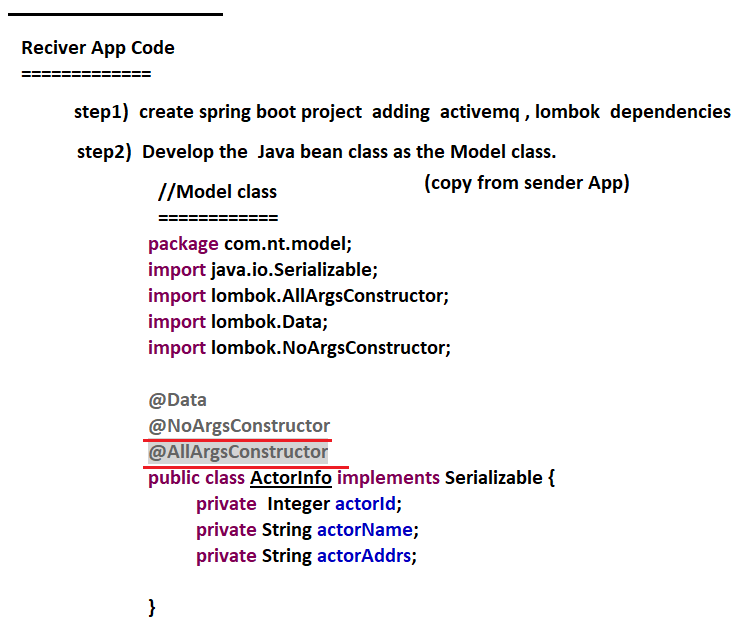 Reciver App Code
=============
step1) create spring boot project adding activemq , lombok dependencies
step2) Develop the Java bean class as the Model class.
(copy from sender App)
//Model class
============
package com.nt.model;
import java.io.Serializable;
import lombok.AllArgsConstructor;
import lombok.Data;
import lombok.NoArgsConstructor;
@Data
@NoArgsConstructor
@AllArgsConstructor
public class ActorInfo implements Serializable {
private Integer actorId;
private String actorName;
private String actorAddrs;
}